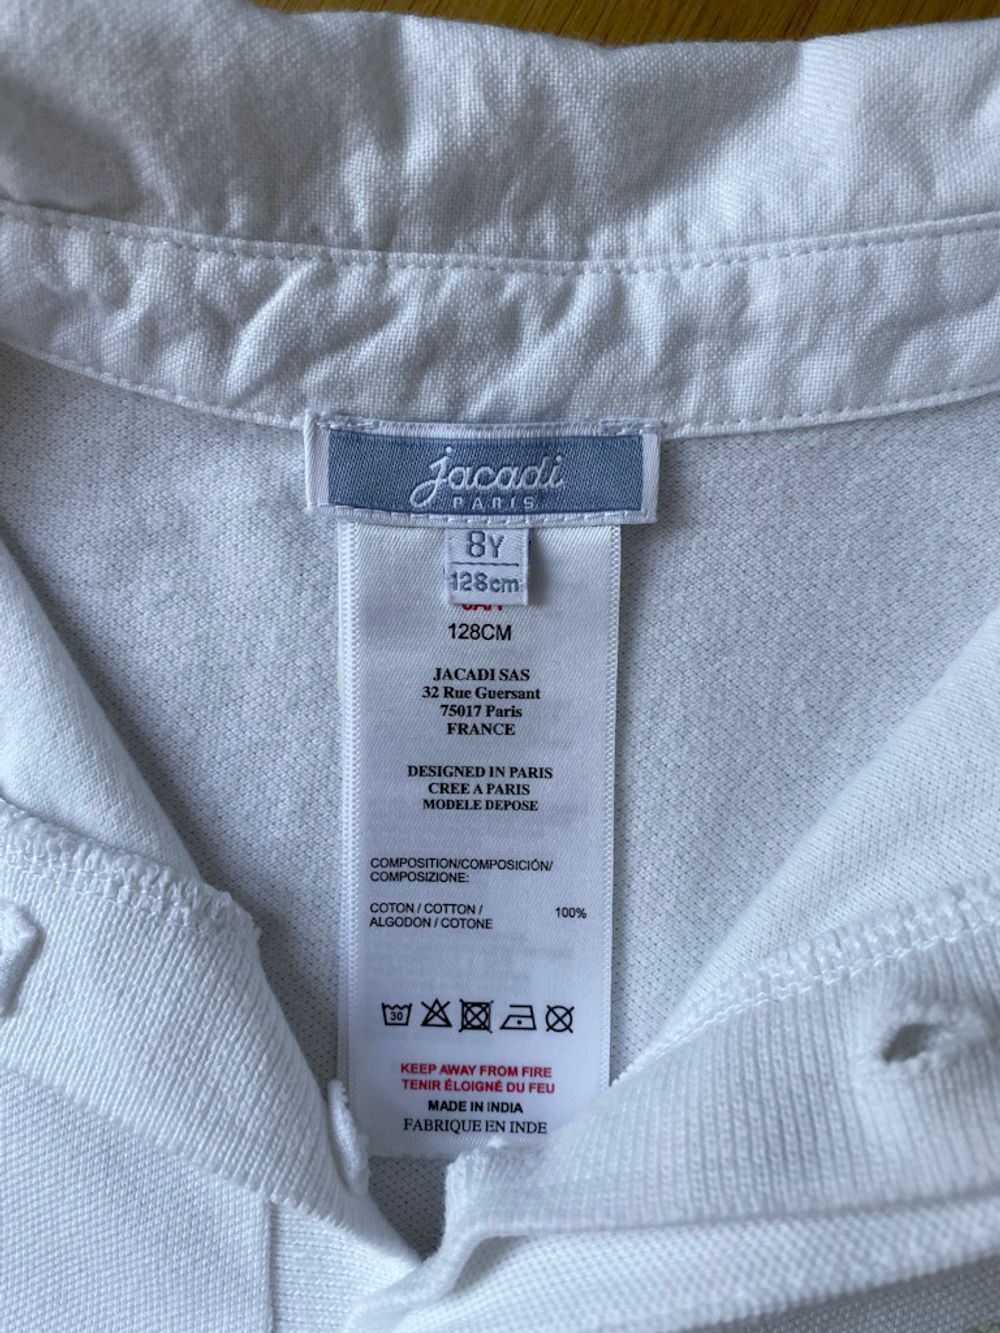 jacadi
PARIS
8Y
128cm
128CM
JACADI SAS
32 Rue Guersant
75017 Paris
FRANCE
DESIGNED IN PARIS
CREE A PARIS
MODELE DEPOSE
COMPOSITION/COMPOSICIÓN/
COMPOSIZIONE:
COTON / COTTON / 100%
ALGODON / COTONE
30
KEEP AWAY FROM FIRE
TENIR ÉLOIGNÉ DU FEU
MADE IN INDIA
FABRIQUE EN INDE